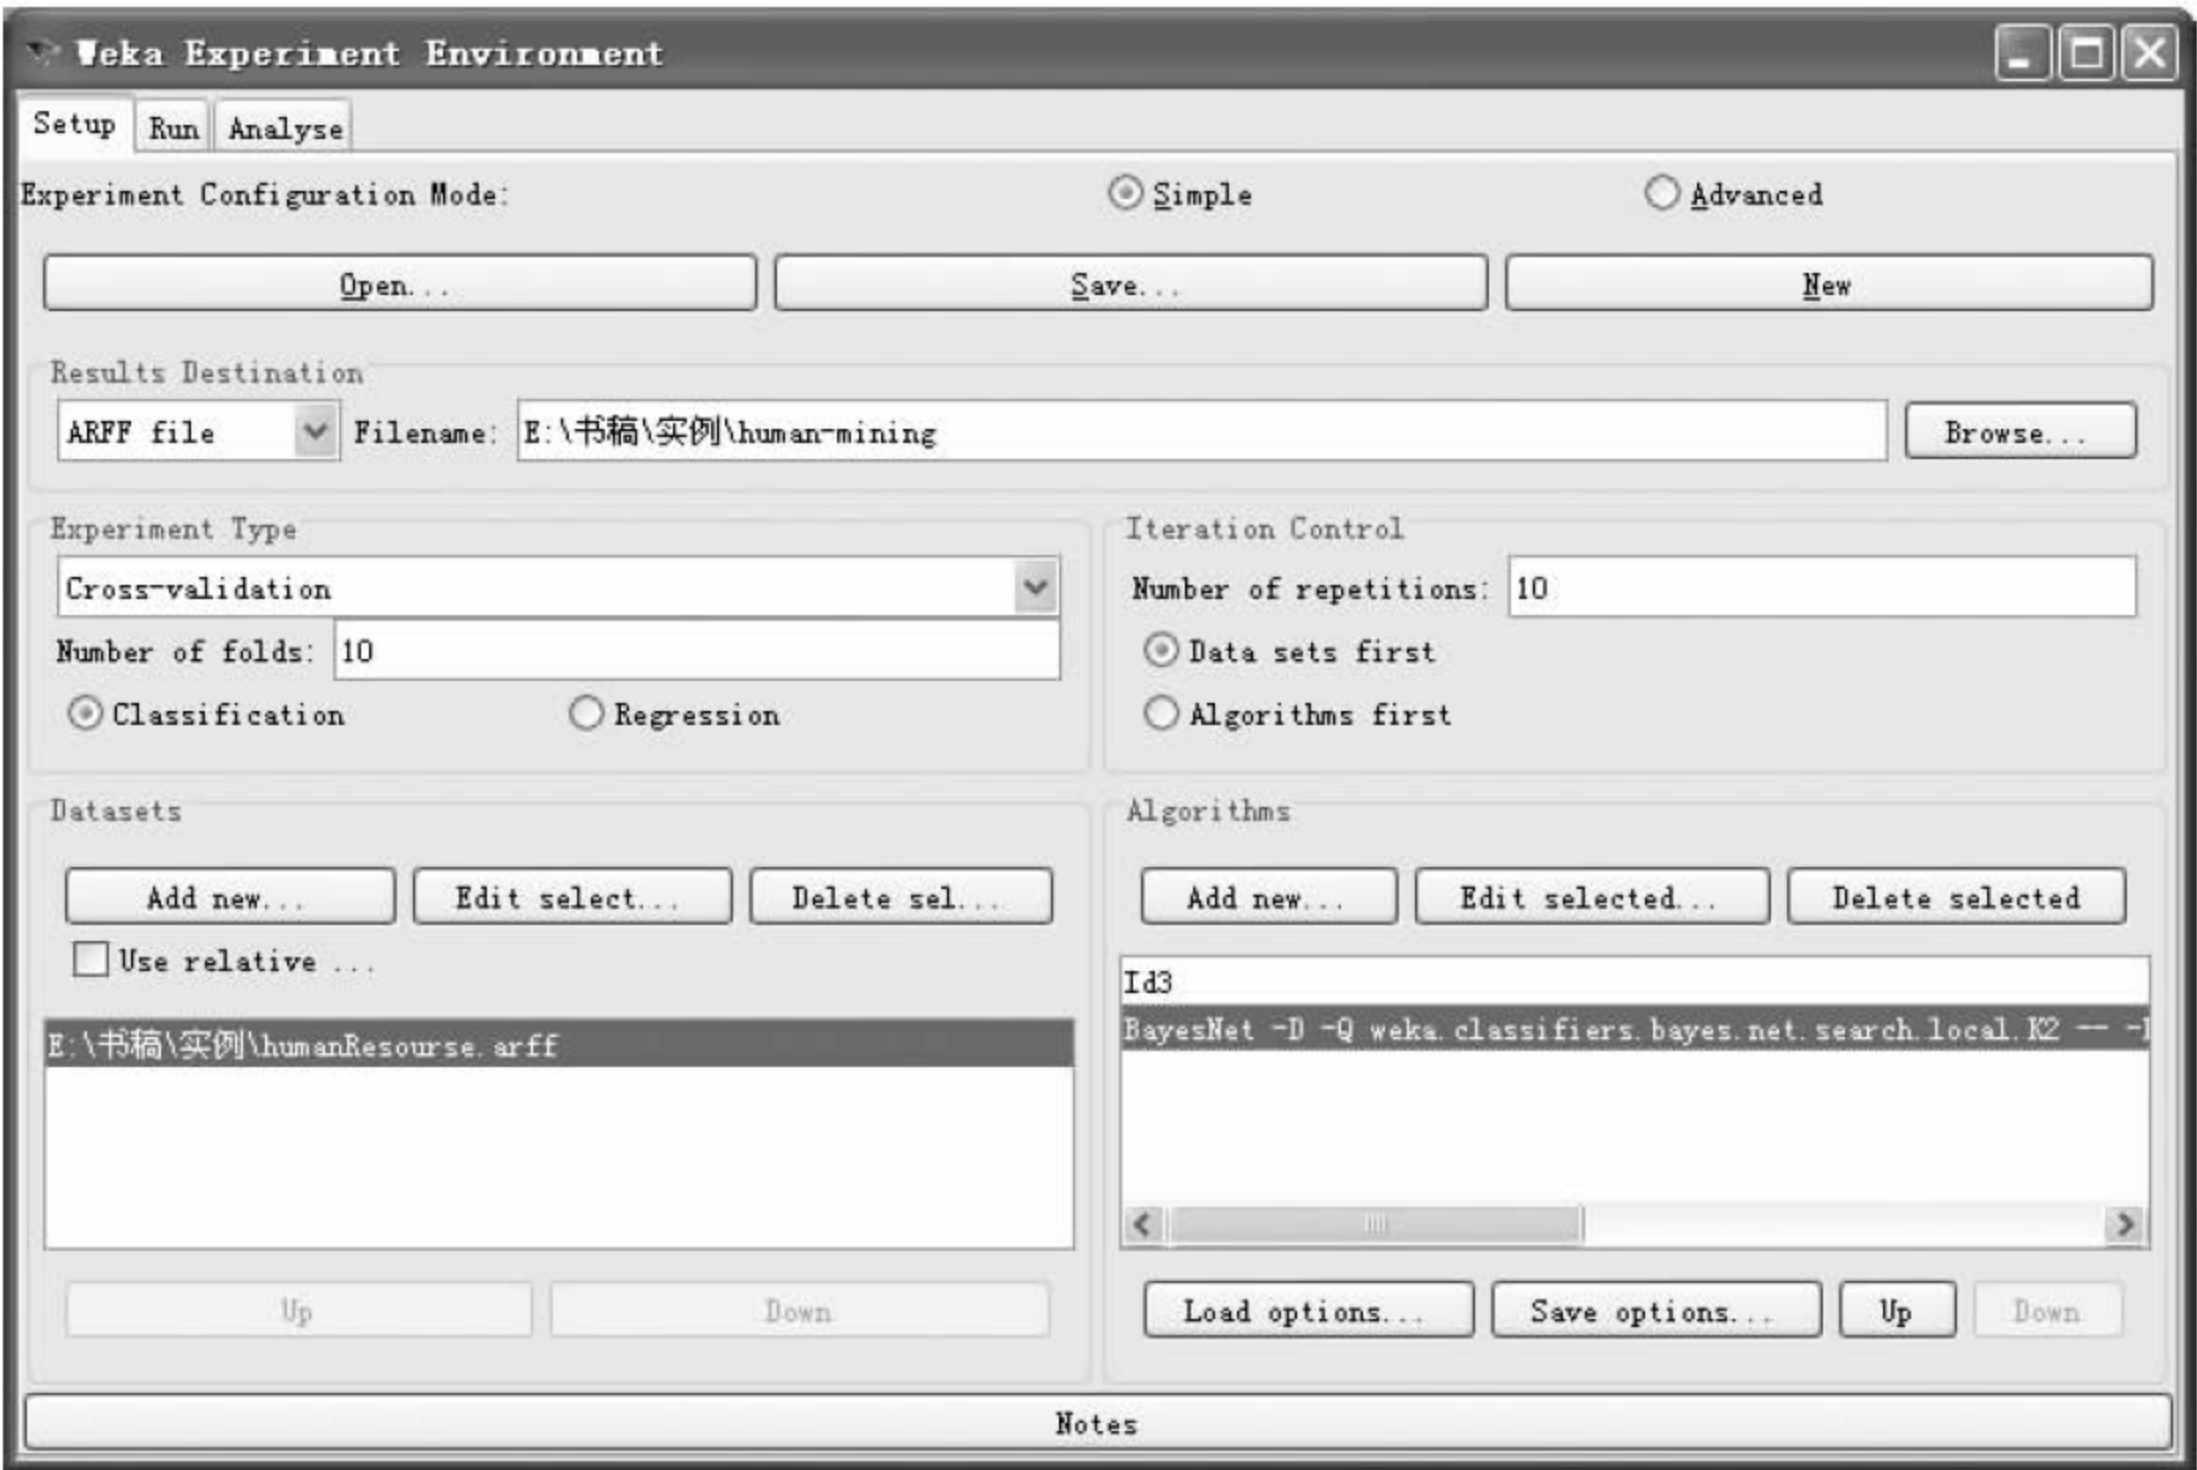 Weka Experiment Environment
Setup Run Analyse
Experiment Configuration Mode: Simple Advanced
Open... Save... New
Results Destination
ARFF file Filename: E:\书稿\实例\human-mining Browse...
Experiment Type
Cross-validation
Number of folds: 10
Classification Regression
Iteration Control
Number of repetitions: 10
Data sets first
Algorithms first
Datasets
Add new... Edit select... Delete sel...
Use relative ...
E:\书稿\实例\humanResourse.arff
Up Down
Algorithms
Add new... Edit selected... Delete selected
Id3
BayesNet -D -Q weka.classifiers.bayes.net.search.local.K2 -- -
Load options... Save options... Up Down
Notes